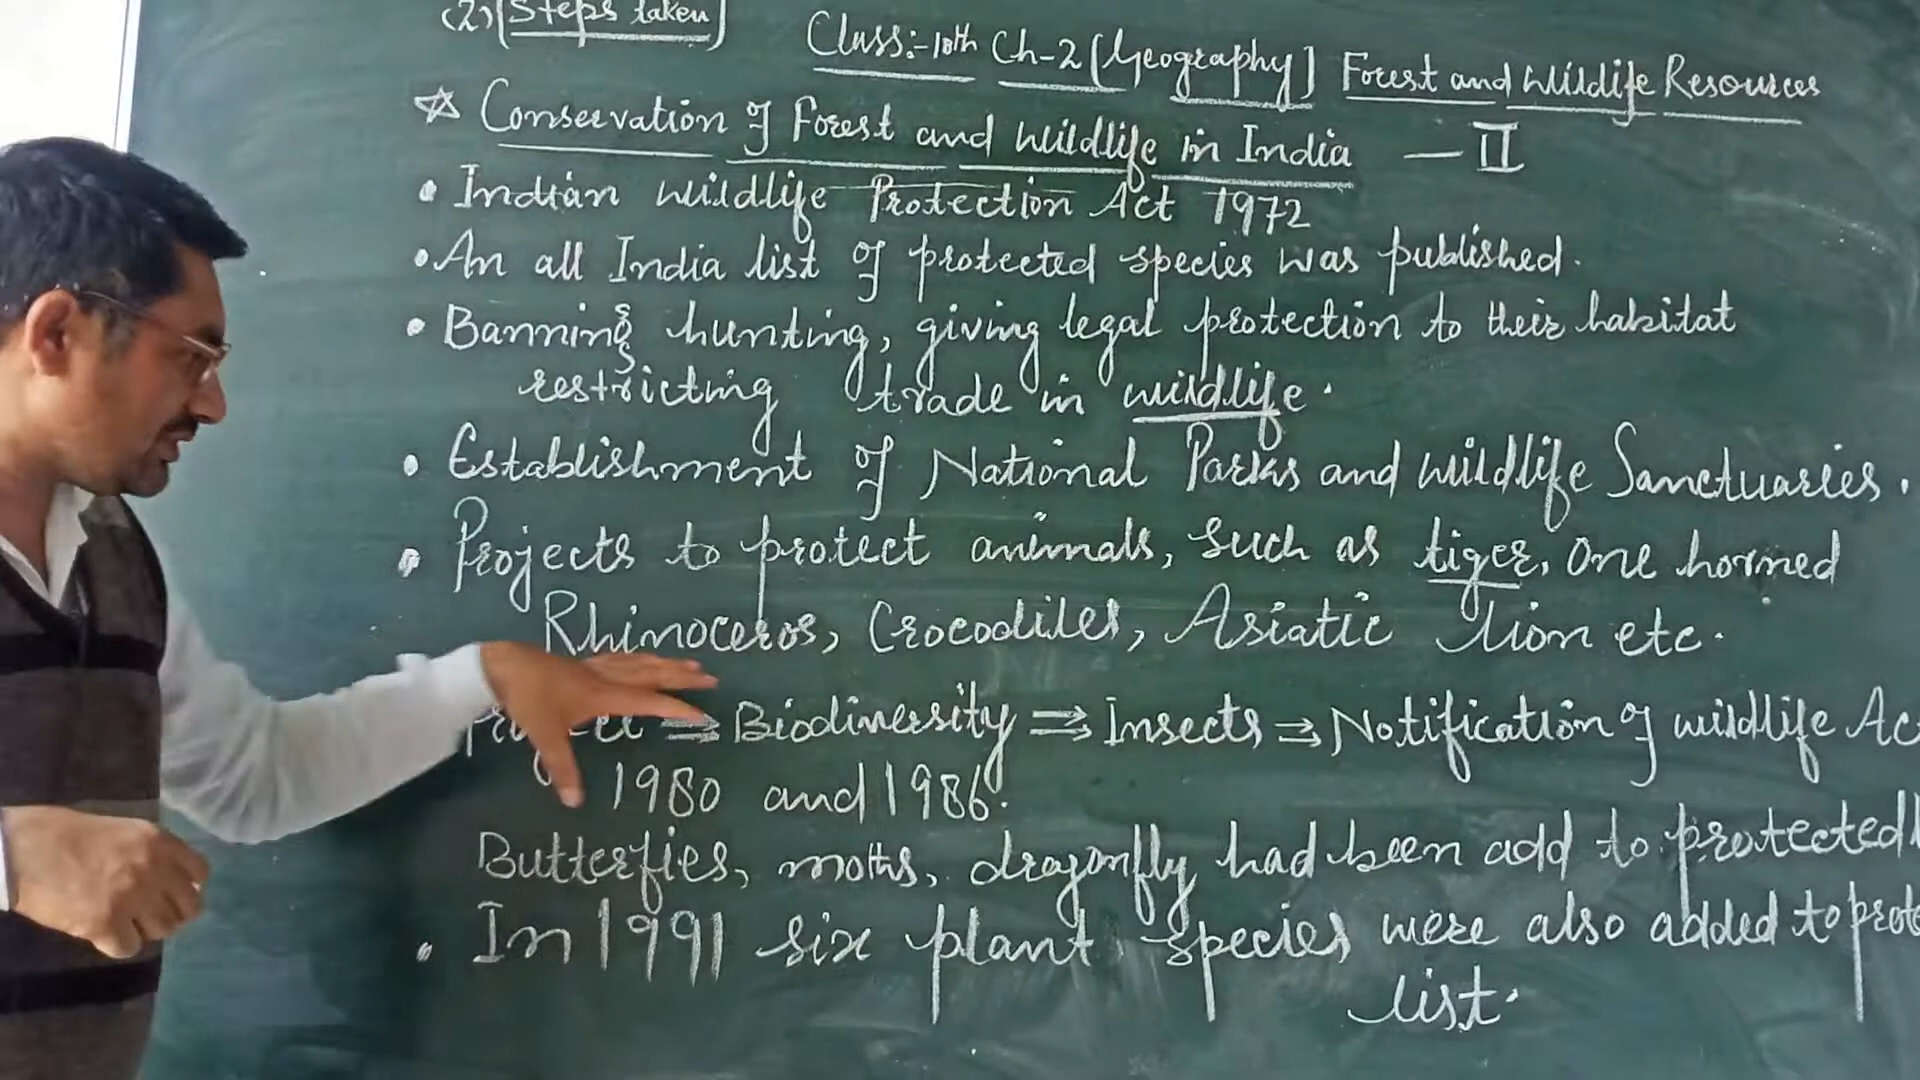 (2) [Steps taken]
Class:-10th Ch-2 (Geography) Forest and Wildlife Resources
☆ Conservation of Forest and Wildlife in India — II
• Indian Wildlife Protection Act 1972
• An all India list of protected species was published.
• Banning hunting, giving legal protection to their habitat
restricting trade in wildlife.
• Establishment of National Parks and Wildlife Sanctuaries.
• Projects to protect animals, such as tiger, one horned
Rhinoceros, Crocodiles, Asiatic lion etc.
⇒ Biodiversity ⇒ Insects ⇒ Notification of wildlife Ac
1980 and 1986.
Butterfies, moths, dragonfly had been add to protected l
• In 1991 six plant species were also added to prote
list.